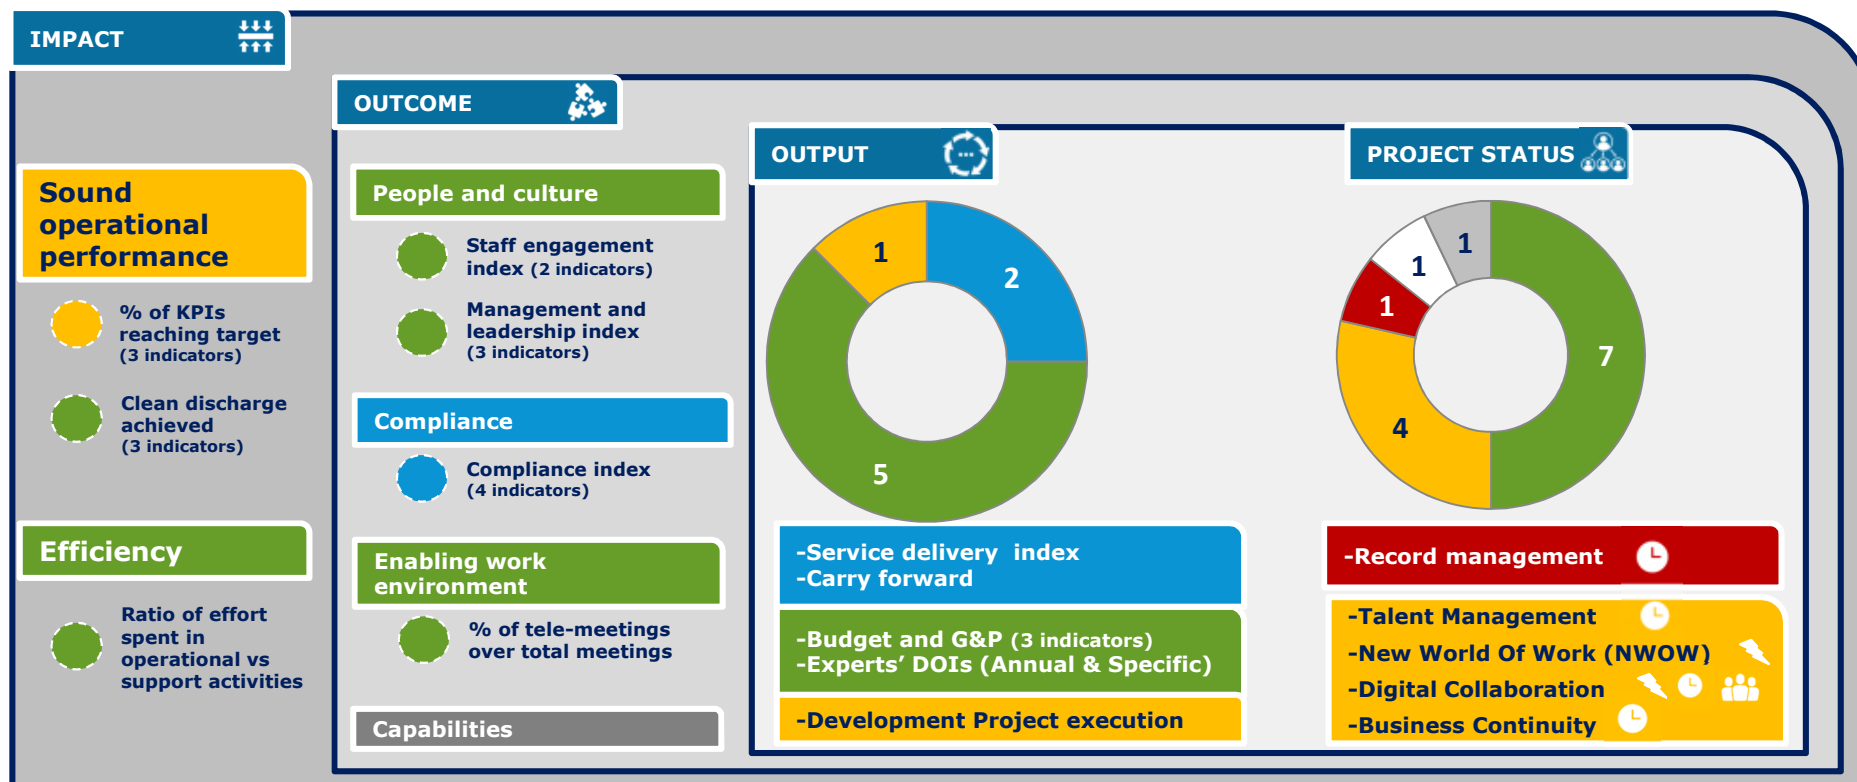 IMPACT
Sound
operational
performance
% of KPIs
reaching target
(3 indicators)
Clean discharge
achieved
(3 indicators)
Efficiency
Ratio of effort
spent in
operational vs
support activities
OUTCOME
People and culture
Staff engagement
index (2 indicators)
Management and
leadership index
(3 indicators)
Compliance
Compliance index
(4 indicators)
Enabling work
environment
% of tele-meetings
over total meetings
Capabilities
OUTPUT
1
2
5
-Service delivery index
-Carry forward
-Budget and G&P (3 indicators)
-Experts’ DOIs (Annual & Specific)
-Development Project execution
PROJECT STATUS
1
1
1
7
4
-Record management
-Talent Management
-New World Of Work (NWOW)
-Digital Collaboration
-Business Continuity